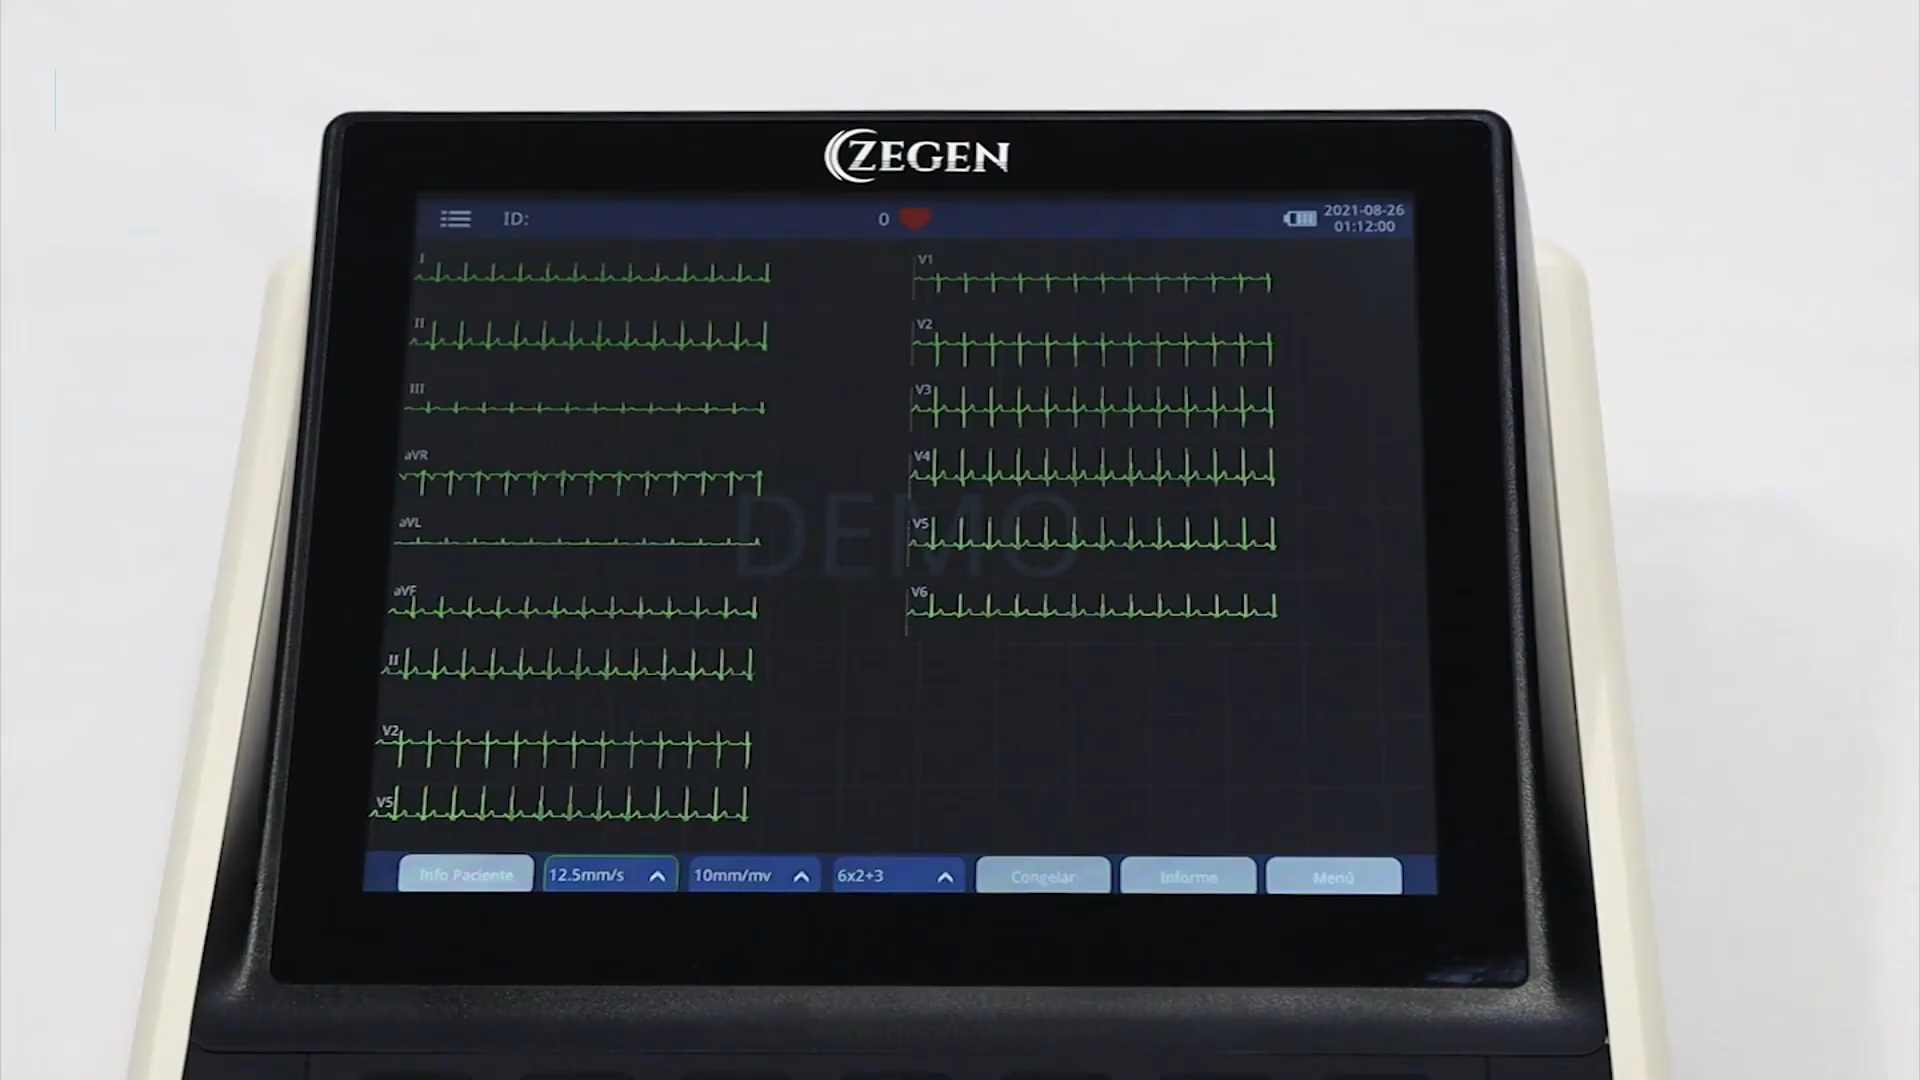 ZEGEN
ID:
0
2021-08-26
01:12:00
I
II
III
aVR
aVL
aVF
II
V2
V5
V1
V2
V3
V4
V5
V6
DEMO
Info Paciente
12.5mm/s
10mm/mv
6x2+3
Congelar
Informe
Menú